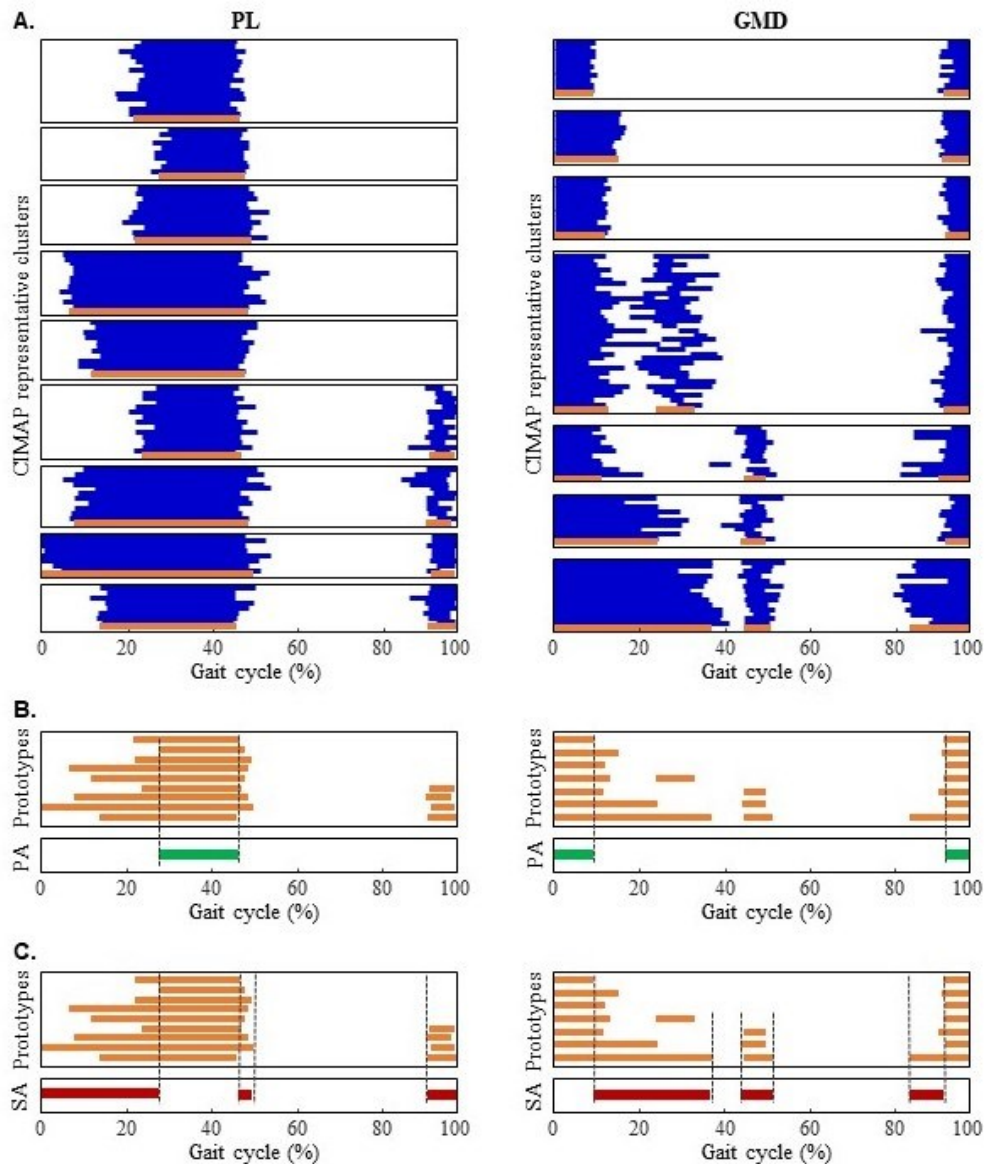 A. PL GMD
CIMAP representative clusters
CIMAP representative clusters
0 20 40 60 80 100
0 20 40 60 80 100
Gait cycle (%)
Gait cycle (%)
B.
Prototypes
Prototypes
PA
PA
0 20 40 60 80 100
0 20 40 60 80 100
Gait cycle (%)
Gait cycle (%)
C.
Prototypes
Prototypes
SA
SA
0 20 40 60 80 100
0 20 40 60 80 100
Gait cycle (%)
Gait cycle (%)